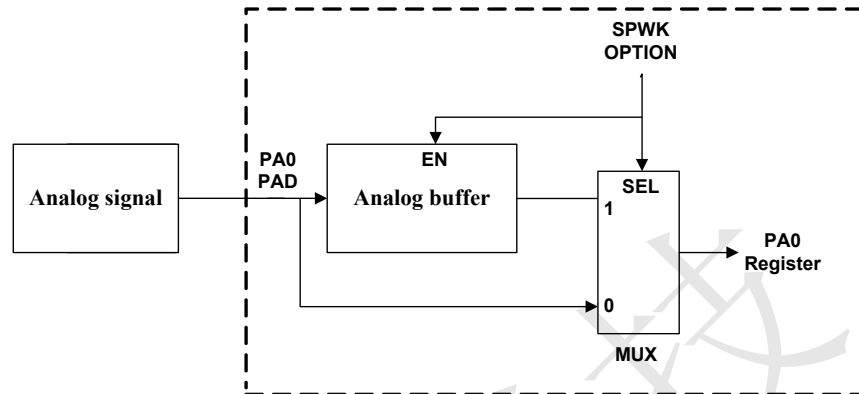 SPWK
OPTION
EN
PA0
PAD
Analog signal
Analog buffer
SEL
1
PA0
Register
0
MUX